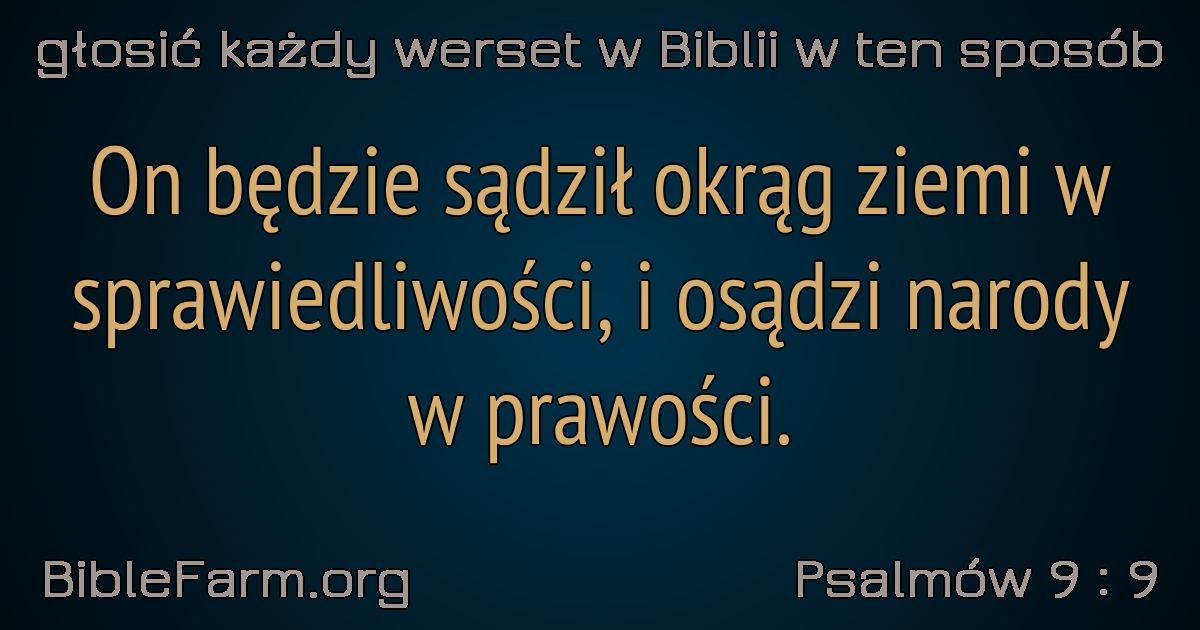 głosić każdy werset w Biblii w ten sposób
On będzie sądził okrąg ziemi w
sprawiedliwości, i osądzi narody
w prawości.
BibleFarm.org
Psalmów 9 : 9